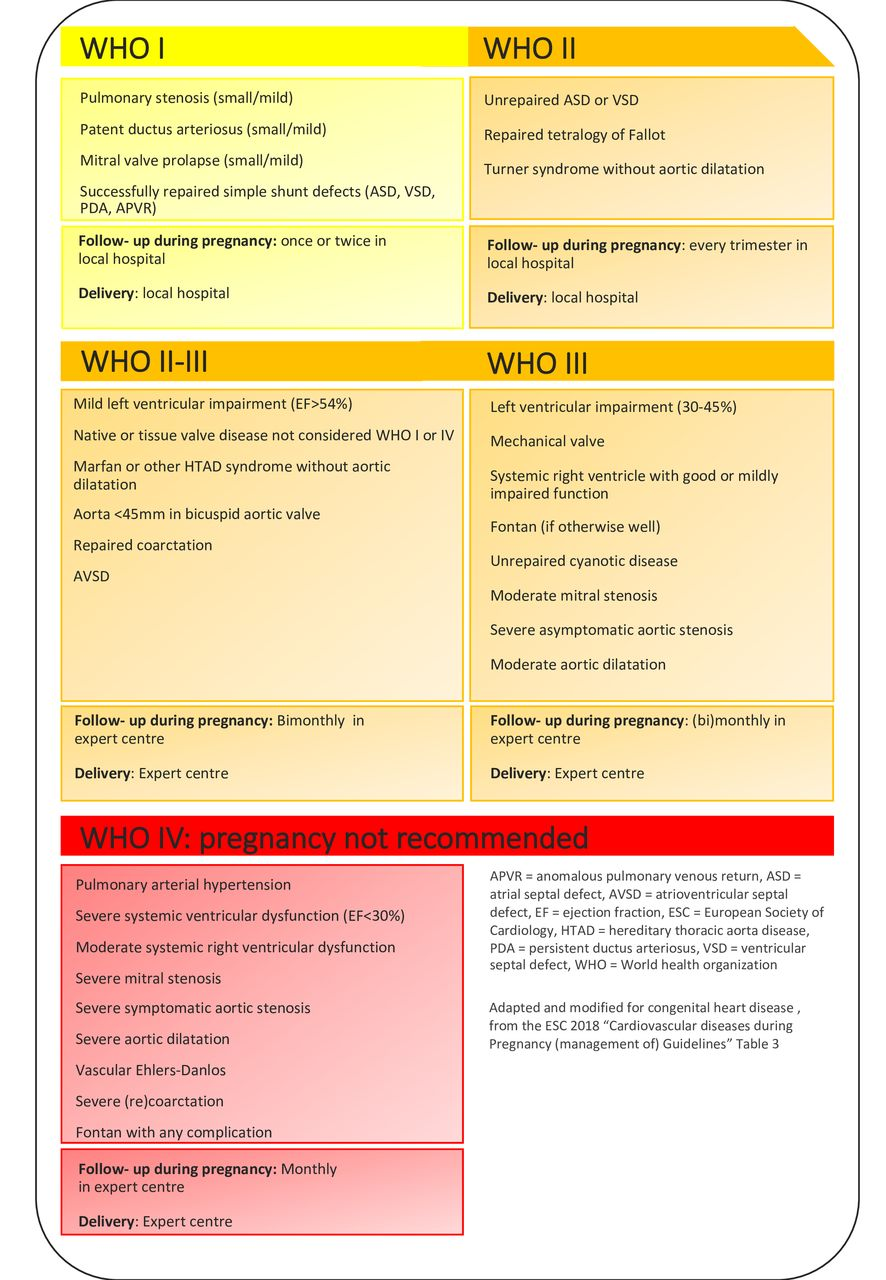 WHO I
Pulmonary stenosis (small/mild)
Patent ductus arteriosus (small/mild)
Mitral valve prolapse (small/mild)
Successfully repaired simple shunt defects (ASD, VSD,
PDA, APVR)
Follow- up during pregnancy: once or twice in
local hospital
Delivery: local hospital
WHO II
Unrepaired ASD or VSD
Repaired tetralogy of Fallot
Turner syndrome without aortic dilatation
Follow- up during pregnancy: every trimester in
local hospital
Delivery: local hospital
WHO II-III
Mild left ventricular impairment (EF>54%)
Native or tissue valve disease not considered WHO I or IV
Marfan or other HTAD syndrome without aortic
dilatation
Aorta <45mm in bicuspid aortic valve
Repaired coarctation
AVSD
Follow- up during pregnancy: Bimonthly in
expert centre
Delivery: Expert centre
WHO III
Left ventricular impairment (30-45%)
Mechanical valve
Systemic right ventricle with good or mildly
impaired function
Fontan (if otherwise well)
Unrepaired cyanotic disease
Moderate mitral stenosis
Severe asymptomatic aortic stenosis
Moderate aortic dilatation
Follow- up during pregnancy: (bi)monthly in
expert centre
Delivery: Expert centre
WHO IV: pregnancy not recommended
Pulmonary arterial hypertension
Severe systemic ventricular dysfunction (EF<30%)
Moderate systemic right ventricular dysfunction
Severe mitral stenosis
Severe symptomatic aortic stenosis
Severe aortic dilatation
Vascular Ehlers-Danlos
Severe (re)coarctation
Fontan with any complication
Follow- up during pregnancy: Monthly
in expert centre
Delivery: Expert centre
APVR = anomalous pulmonary venous return, ASD =
atrial septal defect, AVSD = atrioventricular septal
defect, EF = ejection fraction, ESC = European Society of
Cardiology, HTAD = hereditary thoracic aorta disease,
PDA = persistent ductus arteriosus, VSD = ventricular
septal defect, WHO = World health organization
Adapted and modified for congenital heart disease ,
from the ESC 2018 “Cardiovascular diseases during
Pregnancy (management of) Guidelines” Table 3